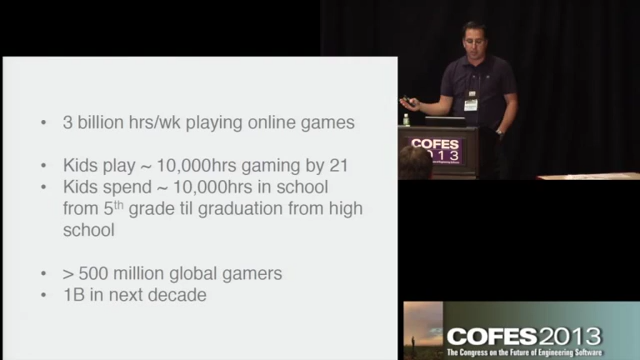 • 3 billion hrs/wk playing online games
• Kids play ~ 10,000hrs gaming by 21
• Kids spend ~ 10,000hrs in school
from 5th grade til graduation from high
school
• > 500 million global gamers
• 1B in next decade
COFES
2013
COFES2013
The Congress on the Future of Engineering Software